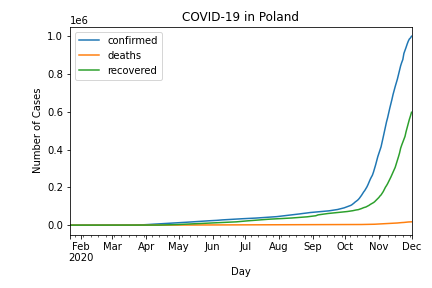 COVID-19 in Poland
1e6
confirmed
deaths
recovered
1.0
0.8
0.6
0.4
0.2
0.0
Number of Cases
Feb Mar Apr May Jun Jul Aug Sep Oct Nov Dec
2020
Day